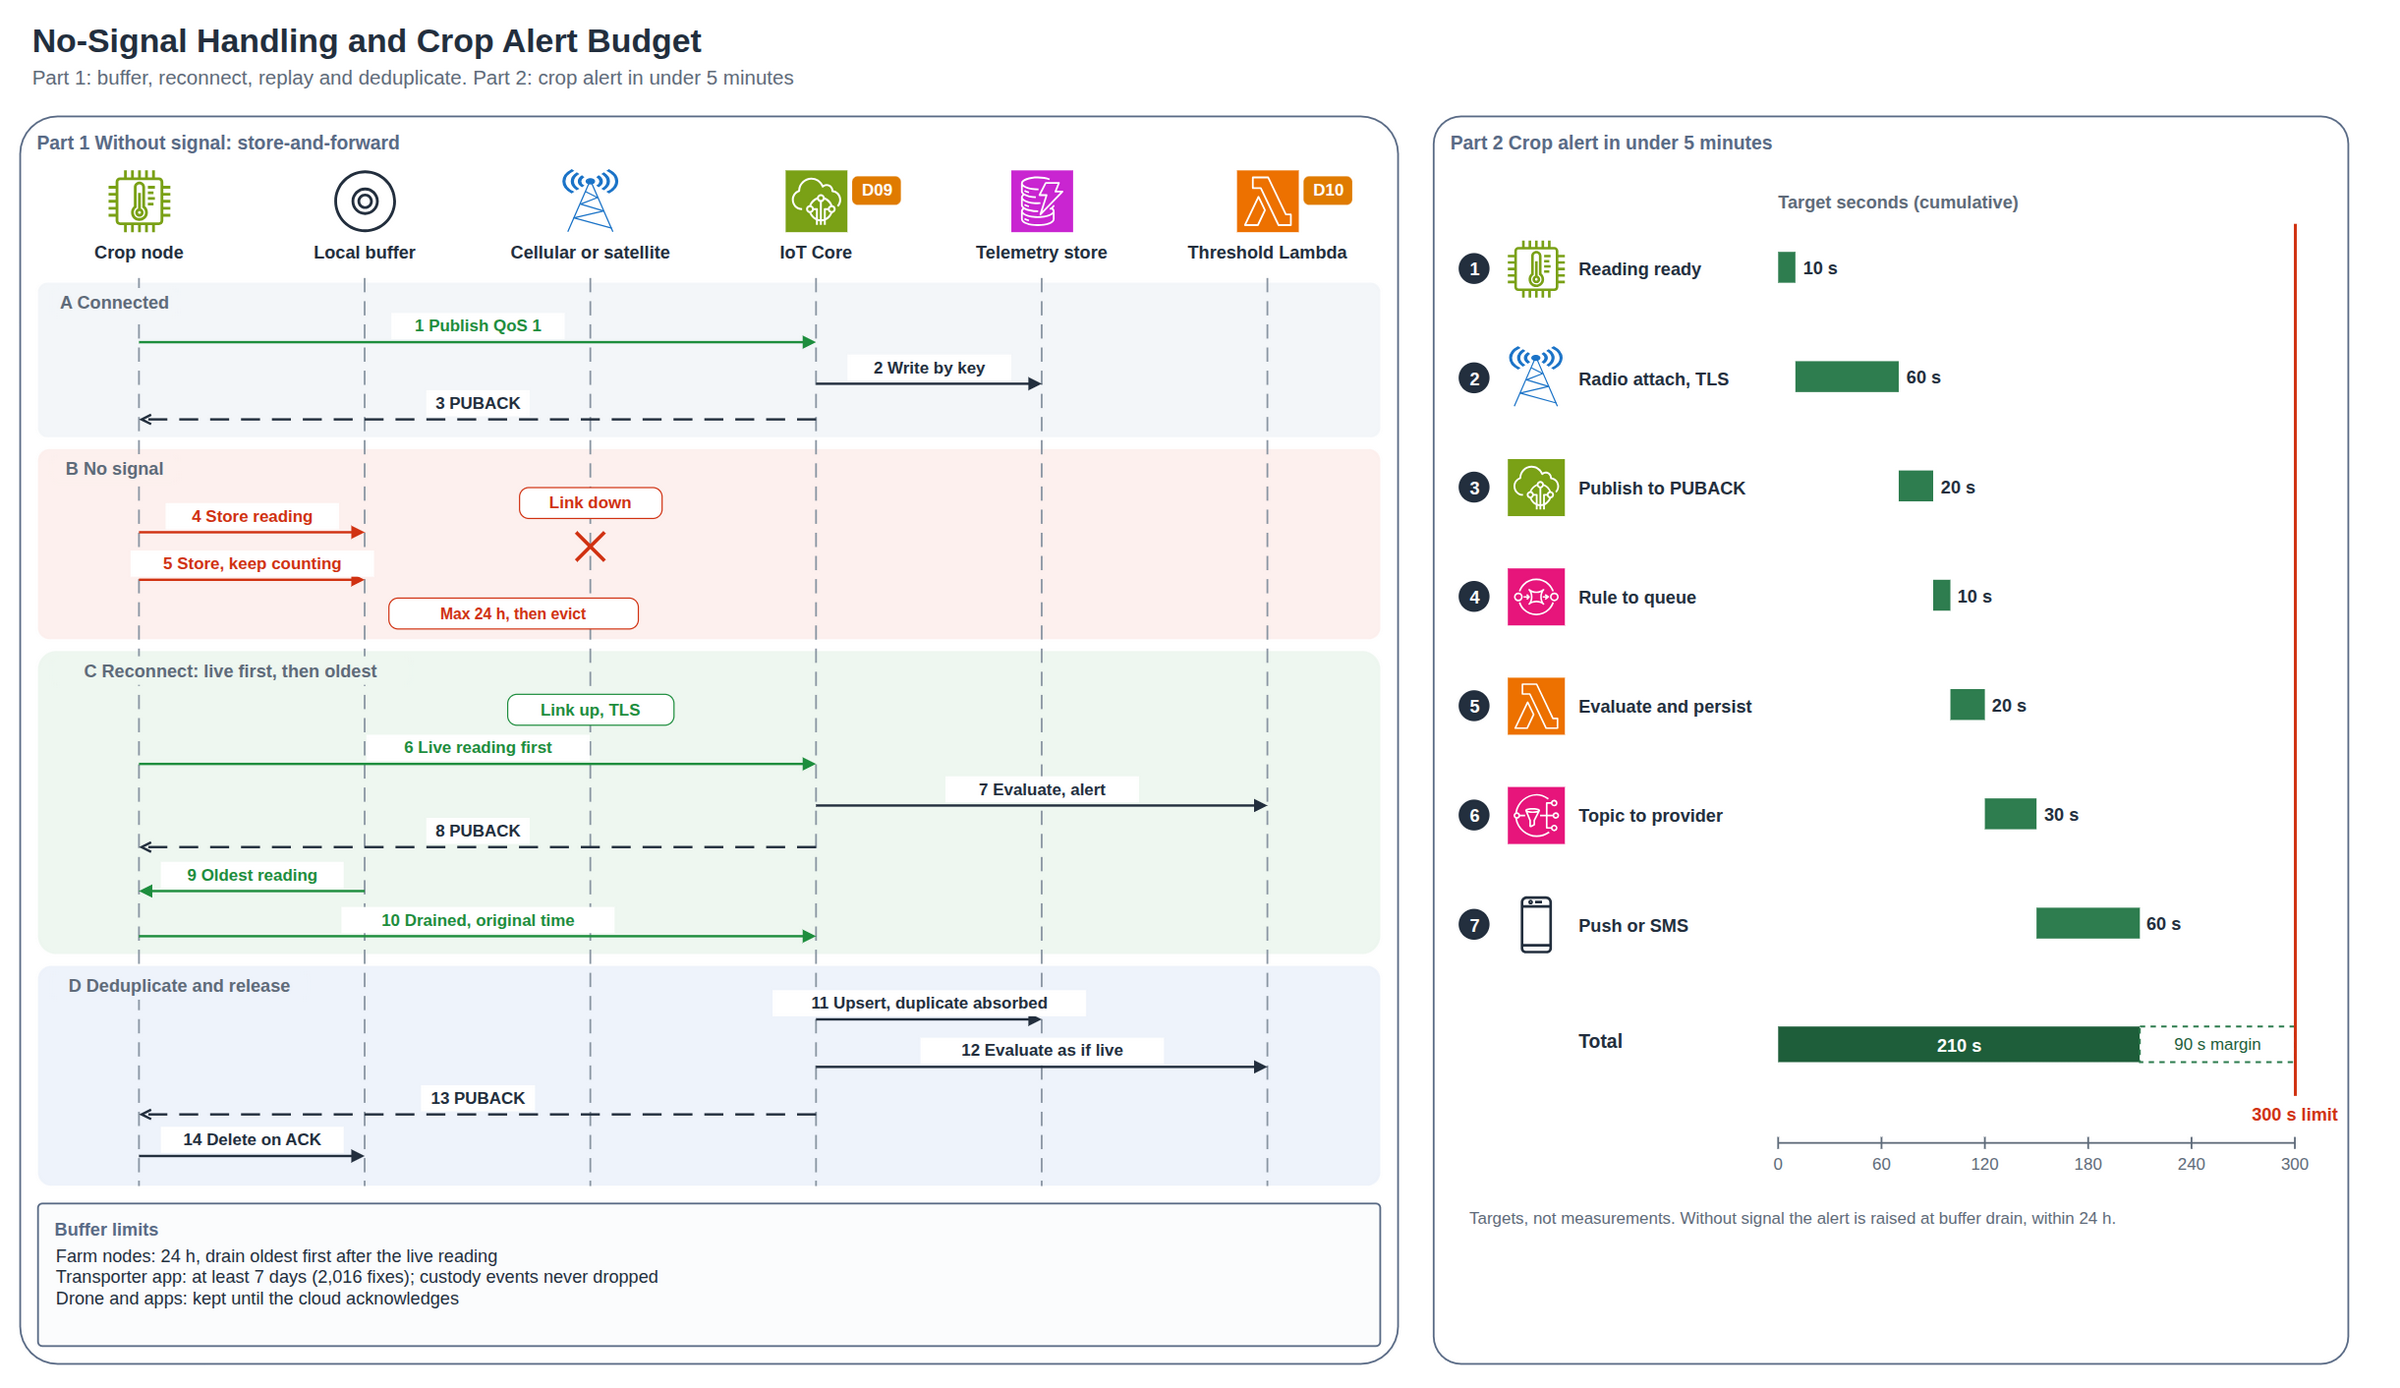 No-Signal Handling and Crop Alert Budget
Part 1: buffer, reconnect, replay and deduplicate. Part 2: crop alert in under 5 minutes
Part 1 Without signal: store-and-forward
D09
D10
Crop node
Local buffer
Cellular or satellite
IoT Core
Telemetry store
Threshold Lambda
A Connected
1 Publish QoS 1
2 Write by key
3 PUBACK
B No signal
Link down
4 Store reading
5 Store, keep counting
Max 24 h, then evict
C Reconnect: live first, then oldest
Link up, TLS
6 Live reading first
7 Evaluate, alert
8 PUBACK
9 Oldest reading
10 Drained, original time
D Deduplicate and release
11 Upsert, duplicate absorbed
12 Evaluate as if live
13 PUBACK
14 Delete on ACK
Buffer limits
Farm nodes: 24 h, drain oldest first after the live reading
Transporter app: at least 7 days (2,016 fixes); custody events never dropped
Drone and apps: kept until the cloud acknowledges
Part 2 Crop alert in under 5 minutes
Target seconds (cumulative)
1 Reading ready 10 s
2 Radio attach, TLS 60 s
3 Publish to PUBACK 20 s
4 Rule to queue 10 s
5 Evaluate and persist 20 s
6 Topic to provider 30 s
7 Push or SMS 60 s
Total 210 s 90 s margin
300 s limit
0 60 120 180 240 300
Targets, not measurements. Without signal the alert is raised at buffer drain, within 24 h.